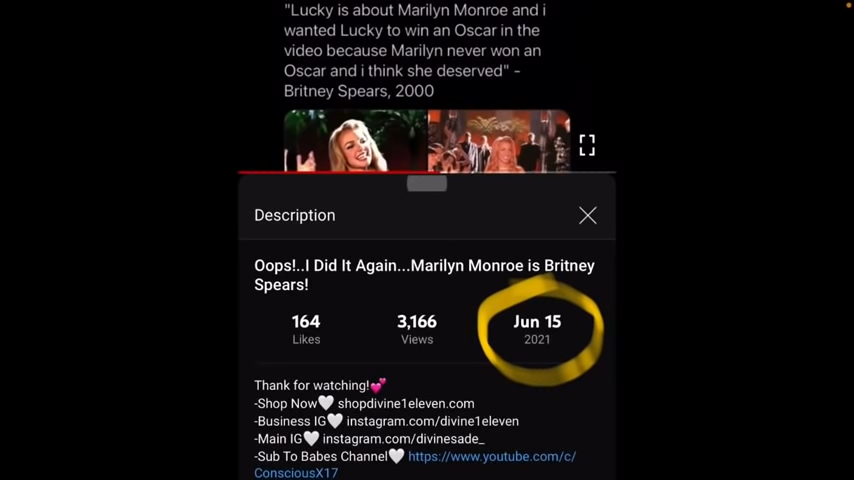 "Lucky is about Marilyn Monroe and i
wanted Lucky to win an Oscar in the
video because Marilyn never won an
Oscar and i think she deserved" -
Britney Spears, 2000
Description
Oops!..I Did It Again...Marilyn Monroe is Britney
Spears!
164 3,166 Jun 15
Likes Views 2021
Thank for watching!💕
-Shop Now🤍 shopdivine1eleven.com
-Business IG🤍 instagram.com/divine1eleven
-Main IG🤍 instagram.com/divinesade_
-Sub To Babes Channel🤍 https://www.youtube.com/c/
ConsciousX17